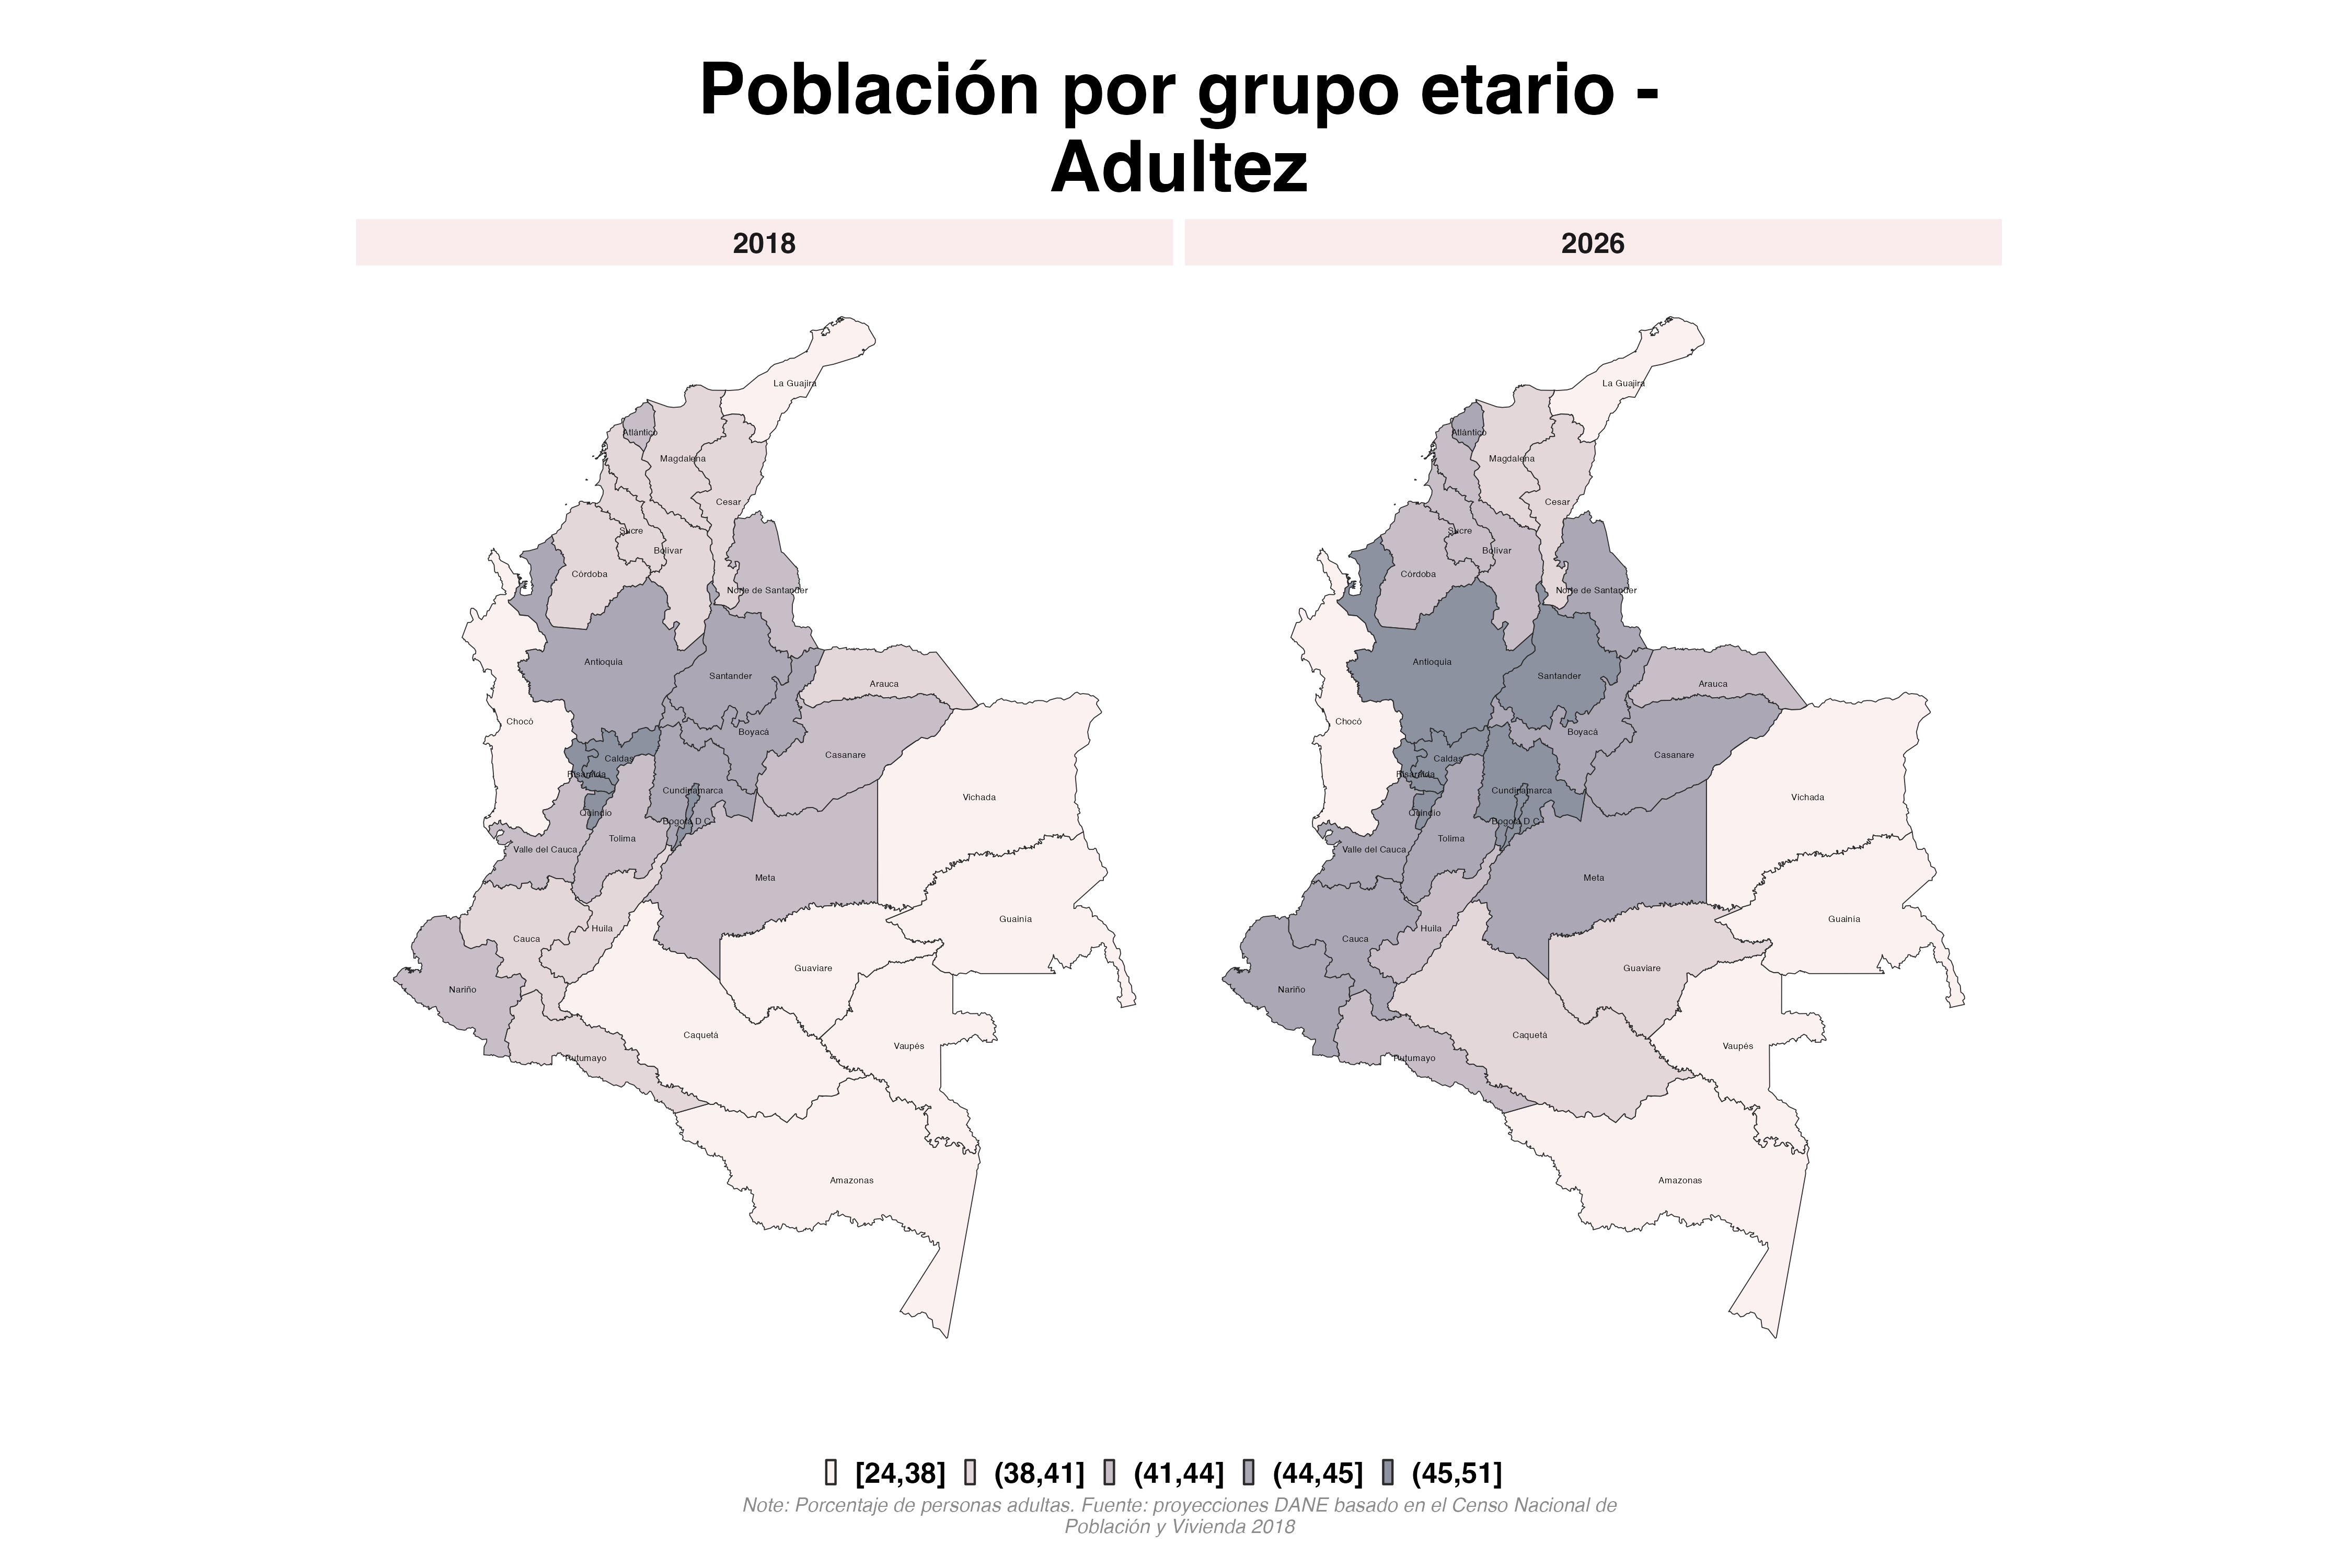 Población por grupo etario -
Adultez
2018
2026
La Guajira
Atlántico
Magdalena
Cesar
Sucre
Bolívar
Córdoba
Norte de Santander
Antioquia
Santander
Arauca
Chocó
Boyacá
Casanare
Caldas
Risaralda
Cundinamarca
Vichada
Quindío
Bogotá D.C.
Tolima
Valle del Cauca
Meta
Guainía
Huila
Cauca
Guaviare
Nariño
Caquetá
Vaupés
Putumayo
Amazonas
La Guajira
Atlántico
Magdalena
Cesar
Sucre
Bolívar
Córdoba
Norte de Santander
Antioquia
Santander
Arauca
Chocó
Boyacá
Casanare
Caldas
Risaralda
Cundinamarca
Vichada
Quindío
Bogotá D.C.
Tolima
Valle del Cauca
Meta
Guainía
Huila
Cauca
Guaviare
Nariño
Caquetá
Vaupés
Putumayo
Amazonas
[24,38] (38,41] (41,44] (44,45] (45,51]
Note: Porcentaje de personas adultas. Fuente: proyecciones DANE basado en el Censo Nacional de
Población y Vivienda 2018